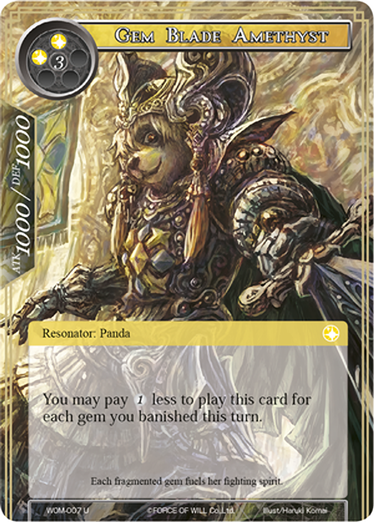 Gem Blade Amethyst
3
ATK 1000 / DEF 1000
Resonator: Panda
You may pay 1 less to play this card for
each gem you banished this turn.
Each fragmented gem fuels her fighting spirit.
WOM-007 U ©FORCE OF WILL Co.,Ltd. Illust/Haruki Komai